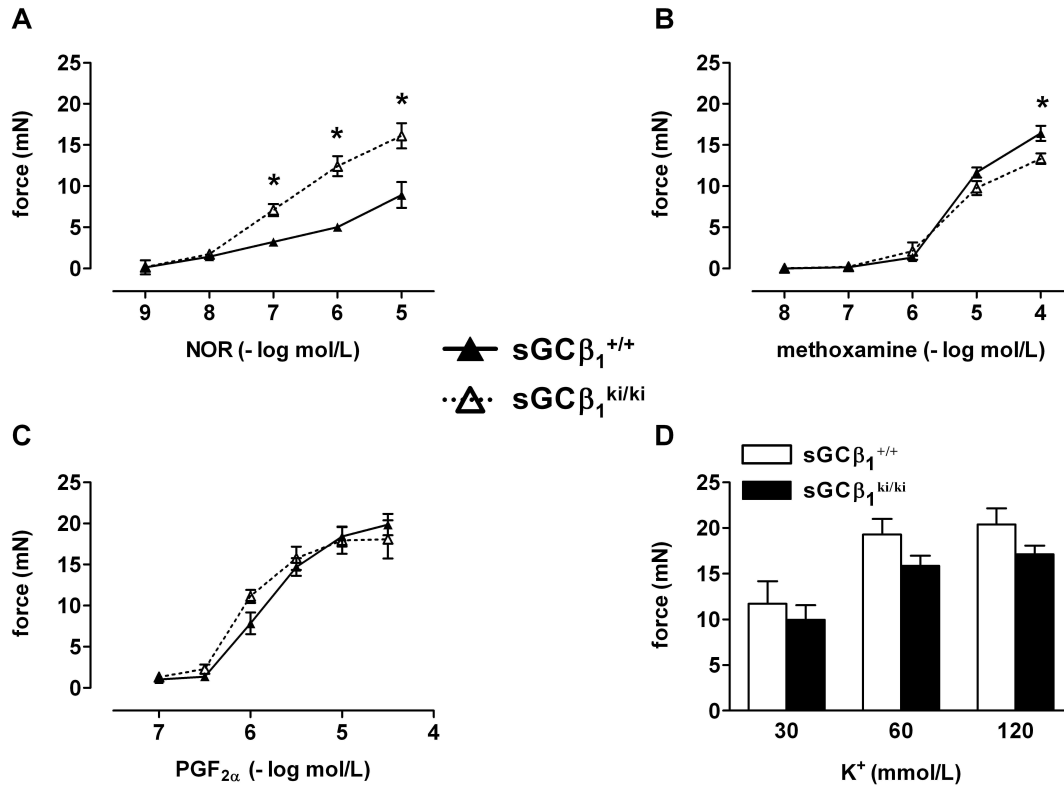 A
B
25
20
15
10
5
0
force (mN)
*
*
*
9 8 7 6 5
NOR (- log mol/L)
25
20
15
10
5
0
force (mN)
*
8 7 6 5 4
methoxamine (- log mol/L)
sGCβ₁⁺/⁺
sGCβ₁ᵏⁱ/ᵏⁱ
C
D
25
20
15
10
5
0
force (mN)
7 6 5 4
PGF₂α (- log mol/L)
sGCβ₁⁺/⁺
sGCβ₁ᵏⁱ/ᵏⁱ
25
20
15
10
5
0
force (mN)
30 60 120
K⁺ (mmol/L)